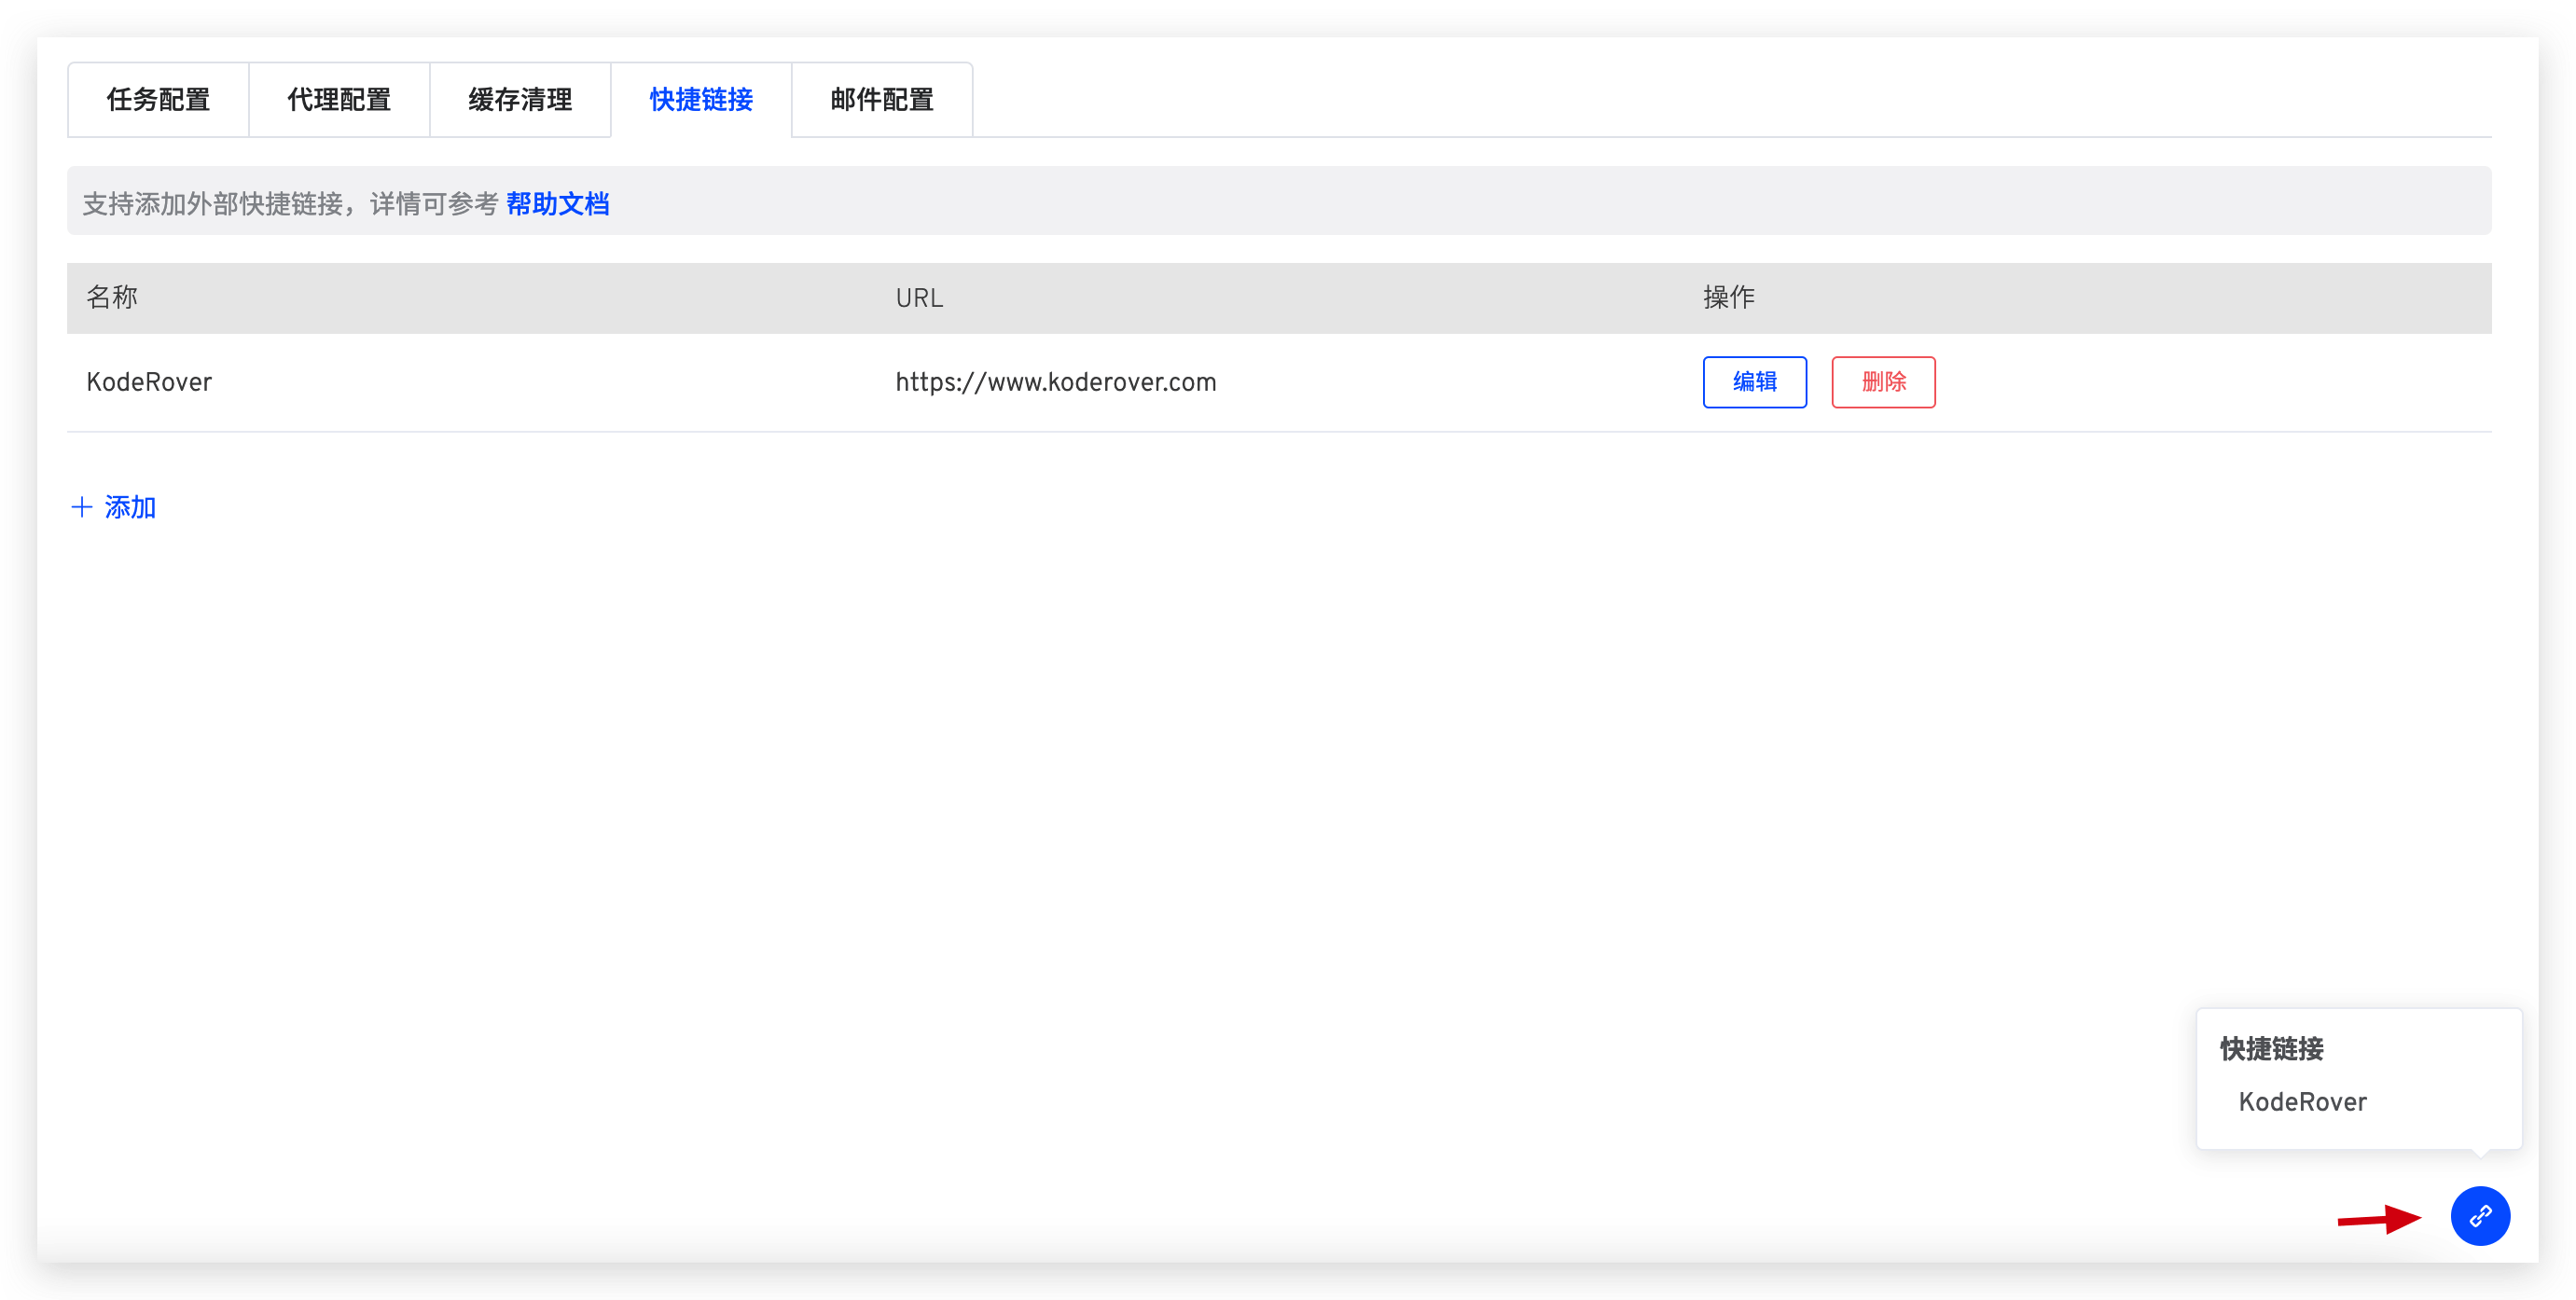 任务配置 代理配置 缓存清理 快捷链接 邮件配置
支持添加外部快捷链接，详情可参考 帮助文档
名称 URL 操作
KodeRover https://www.koderover.com 编辑 删除
+ 添加
快捷链接
KodeRover